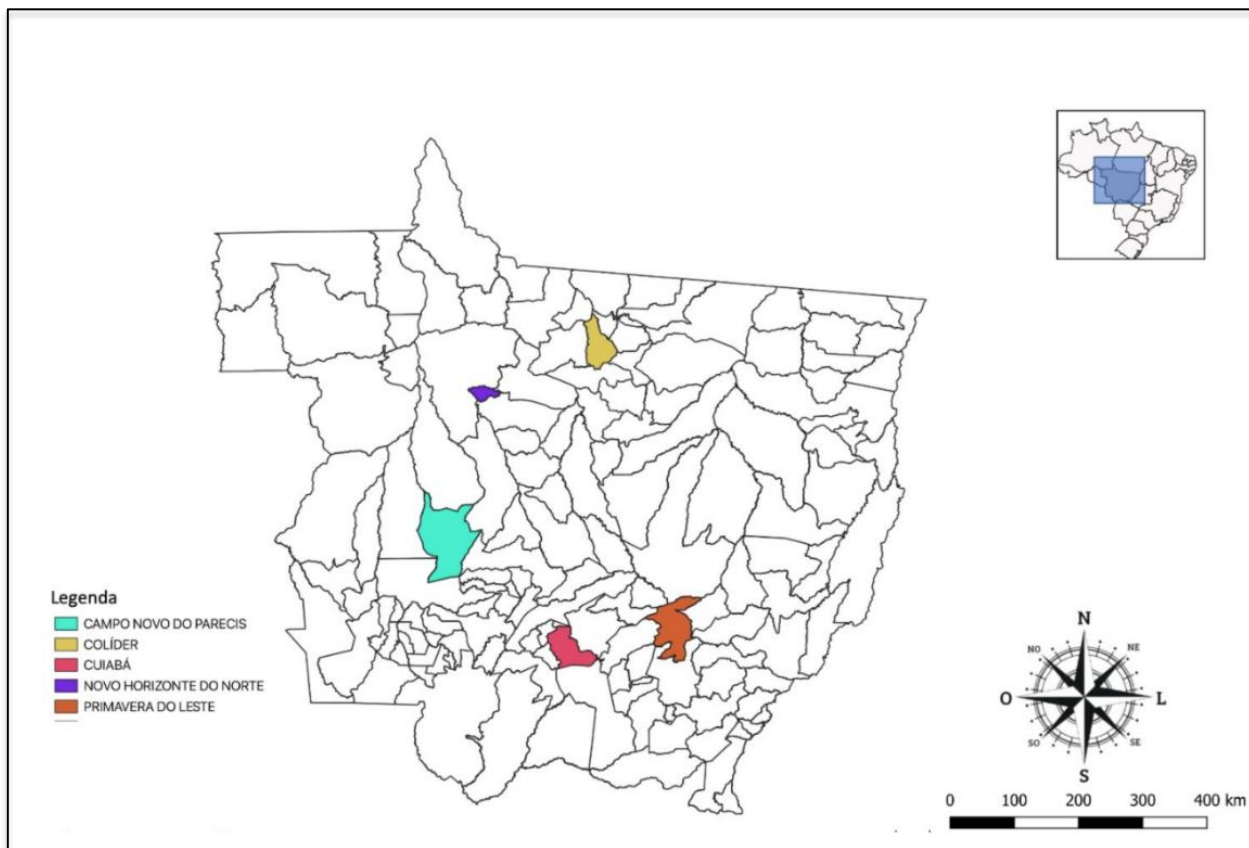 Legenda
CAMPO NOVO DO PARECIS
COLÍDER
CUIABÁ
NOVO HORIZONTE DO NORTE
PRIMAVERA DO LESTE
N
NO
NE
O
L
SO
SE
S
0 100 200 300 400 km